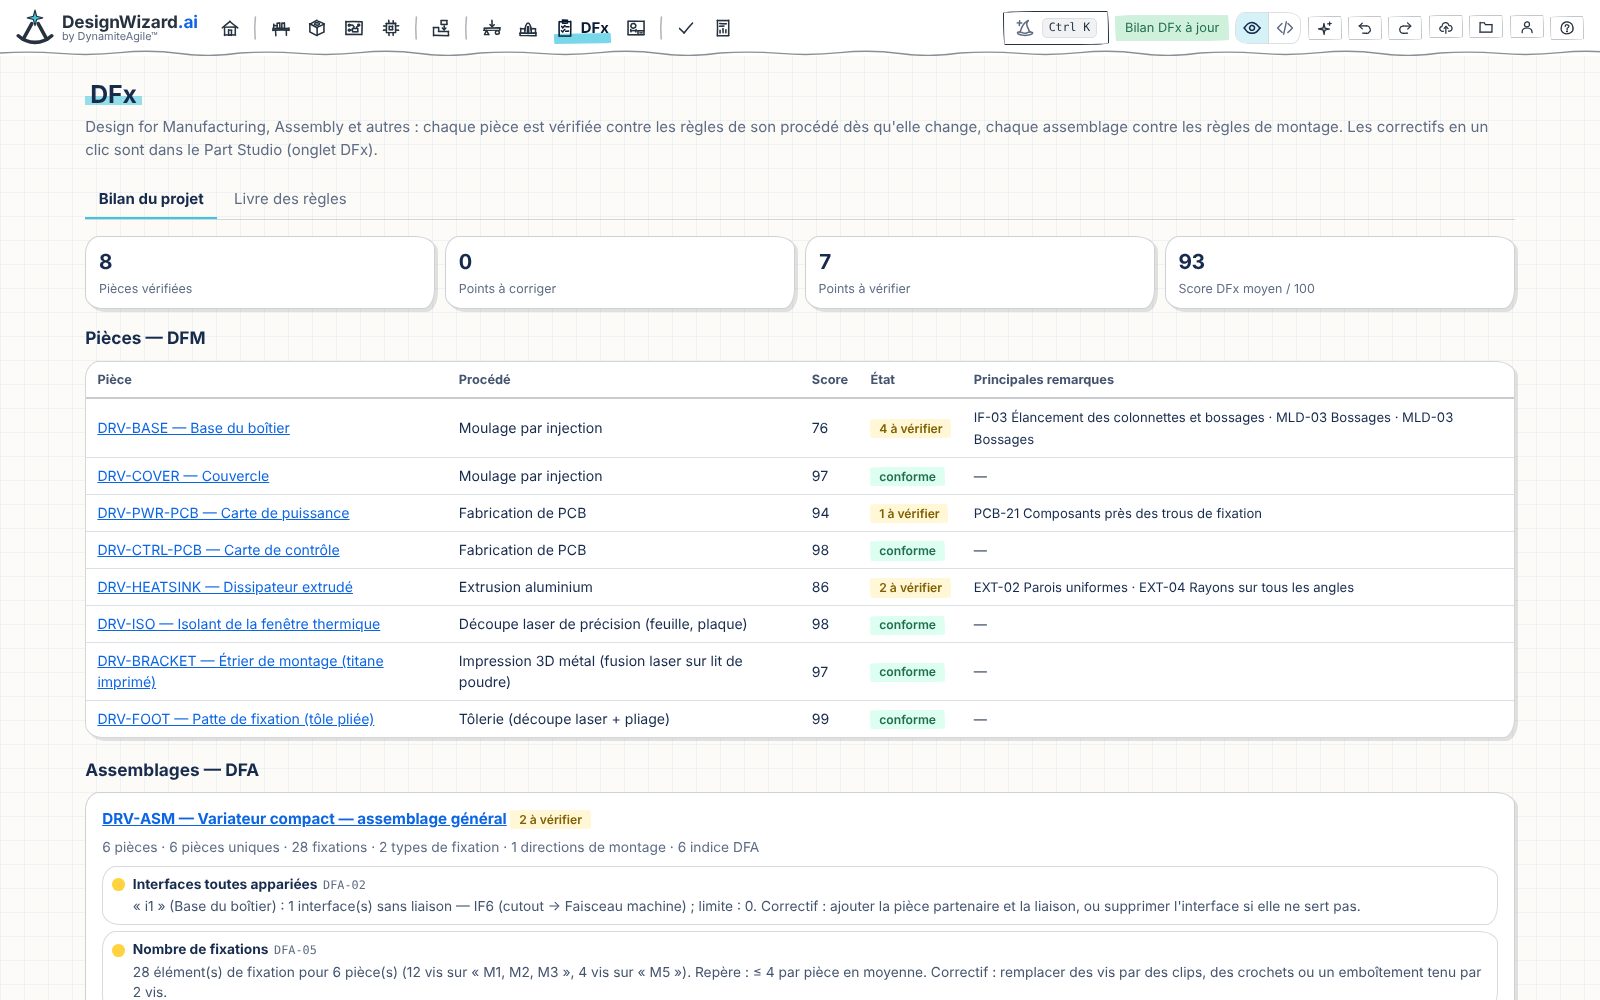 DesignWizard.ai
by DynamiteAgile™
DFx
Ctrl K
Bilan DFx à jour
DFx
Design for Manufacturing, Assembly et autres : chaque pièce est vérifiée contre les règles de son procédé dès qu'elle change, chaque assemblage contre les règles de montage. Les correctifs en un
clic sont dans le Part Studio (onglet DFx).
Bilan du projet
Livre des règles
8
Pièces vérifiées
0
Points à corriger
7
Points à vérifier
93
Score DFx moyen / 100
Pièces — DFM
Pièce Procédé Score État Principales remarques
DRV-BASE — Base du boîtier Moulage par injection 76 4 à vérifier IF-03 Élancement des colonnettes et bossages · MLD-03 Bossages · MLD-03
Bossages
DRV-COVER — Couvercle Moulage par injection 97 conforme —
DRV-PWR-PCB — Carte de puissance Fabrication de PCB 94 1 à vérifier PCB-21 Composants près des trous de fixation
DRV-CTRL-PCB — Carte de contrôle Fabrication de PCB 98 conforme —
DRV-HEATSINK — Dissipateur extrudé Extrusion aluminium 86 2 à vérifier EXT-02 Parois uniformes · EXT-04 Rayons sur tous les angles
DRV-ISO — Isolant de la fenêtre thermique Découpe laser de précision (feuille, plaque) 98 conforme —
DRV-BRACKET — Étrier de montage (titane Impression 3D métal (fusion laser sur lit de 97 conforme —
imprimé) poudre)
DRV-FOOT — Patte de fixation (tôle pliée) Tôlerie (découpe laser + pliage) 99 conforme —
Assemblages — DFA
DRV-ASM — Variateur compact — assemblage général 2 à vérifier
6 pièces · 6 pièces uniques · 28 fixations · 2 types de fixation · 1 directions de montage · 6 indice DFA
Interfaces toutes appariées DFA-02
« i1 » (Base du boîtier) : 1 interface(s) sans liaison — IF6 (cutout → Faisceau machine) ; limite : 0. Correctif : ajouter la pièce partenaire et la liaison, ou supprimer l'interface si elle ne sert pas.
Nombre de fixations DFA-05
28 élément(s) de fixation pour 6 pièce(s) (12 vis sur « M1, M2, M3 », 4 vis sur « M5 »). Repère : ≤ 4 par pièce en moyenne. Correctif : remplacer des vis par des clips, des crochets ou un emboîtement tenu par
2 vis.